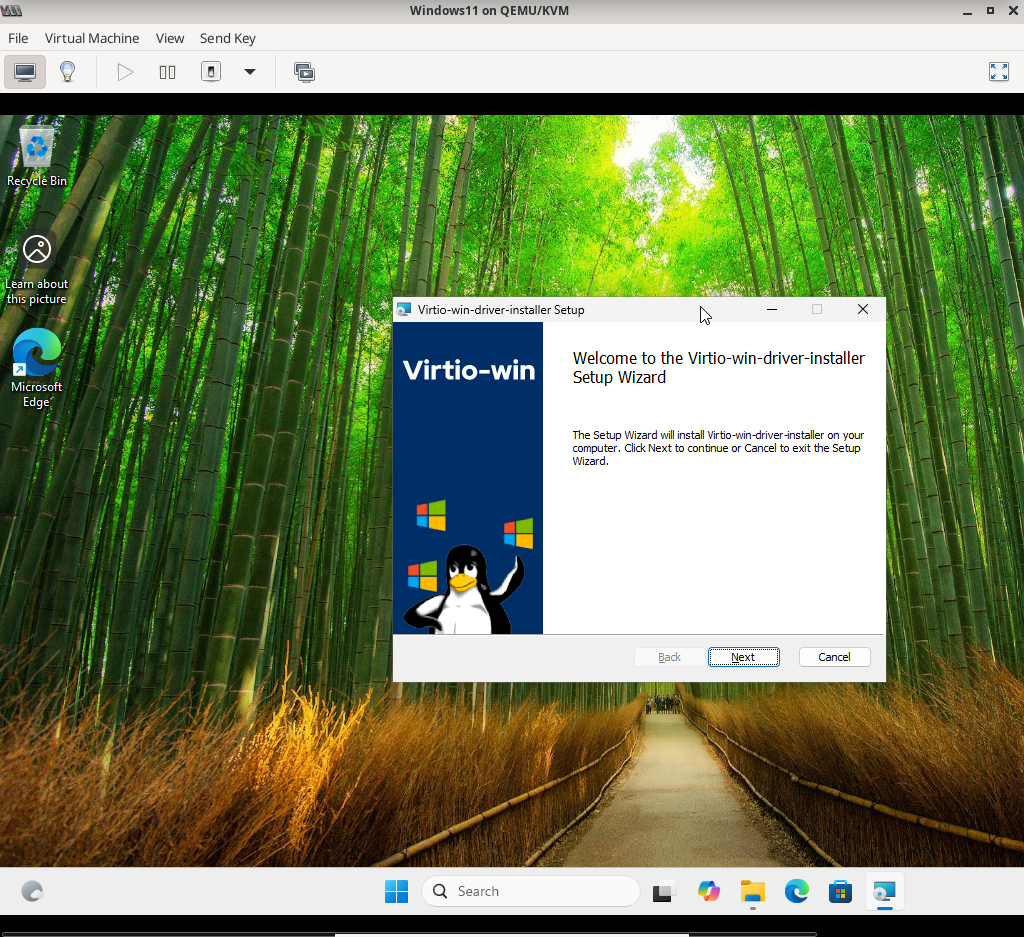 Windows11 on QEMU/KVM
File Virtual Machine View Send Key
Recycle Bin
Learn about
this picture
Microsoft
Edge
Virtio-win-driver-installer Setup
Virtio-win
Welcome to the Virtio-win-driver-installer
Setup Wizard
The Setup Wizard will install Virtio-win-driver-installer on your
computer. Click Next to continue or Cancel to exit the Setup
Wizard.
Back Next Cancel
Search